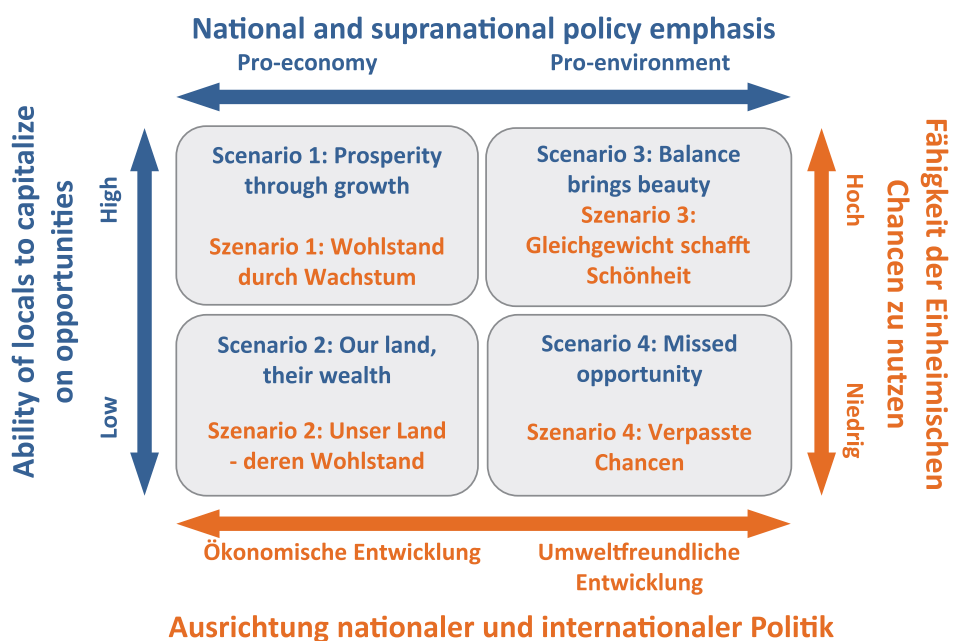 National and supranational policy emphasis
Pro-economy
Pro-environment
Ability of locals to capitalize
on opportunities
High
Low
Scenario 1: Prosperity
through growth
Szenario 1: Wohlstand
durch Wachstum
Scenario 3: Balance
brings beauty
Szenario 3:
Gleichgewicht schafft
Schönheit
Scenario 2: Our land,
their wealth
Szenario 2: Unser Land
- deren Wohlstand
Scenario 4: Missed
opportunity
Szenario 4: Verpasste
Chancen
Hoch
Niedrig
Fähigkeit der Einheimischen
Chancen zu nutzen
Ökonomische Entwicklung
Umweltfreundliche
Entwicklung
Ausrichtung nationaler und internationaler Politik